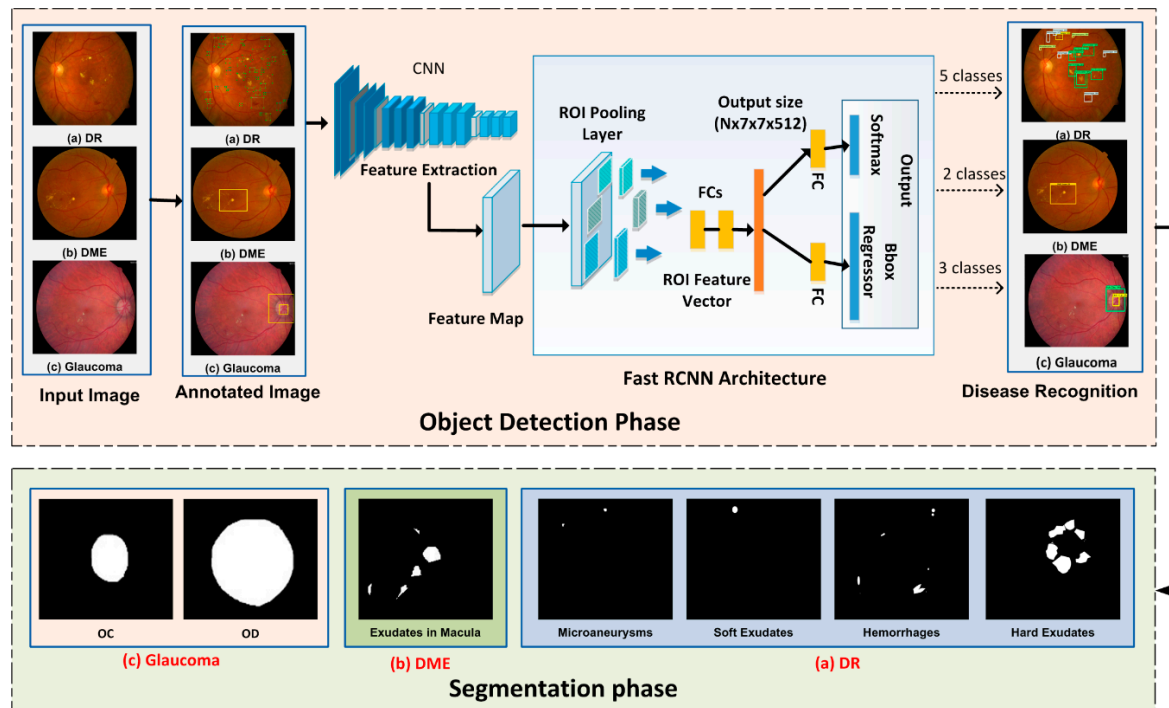 (a) DR
(b) DME
(c) Glaucoma
Input Image
(a) DR
(b) DME
(c) Glaucoma
Annotated Image
CNN
Feature Extraction
Feature Map
ROI Pooling
Layer
FCs
ROI Feature
Vector
Output size
(Nx7x7x512)
FC
FC
Softmax
Bbox
Regressor
Output
Fast RCNN Architecture
5 classes
2 classes
3 classes
(a) DR
(b) DME
(c) Glaucoma
Disease Recognition
Object Detection Phase
OC
OD
(c) Glaucoma
Exudates in Macula
(b) DME
Microaneurysms
Soft Exudates
Hemorrhages
Hard Exudates
(a) DR
Segmentation phase